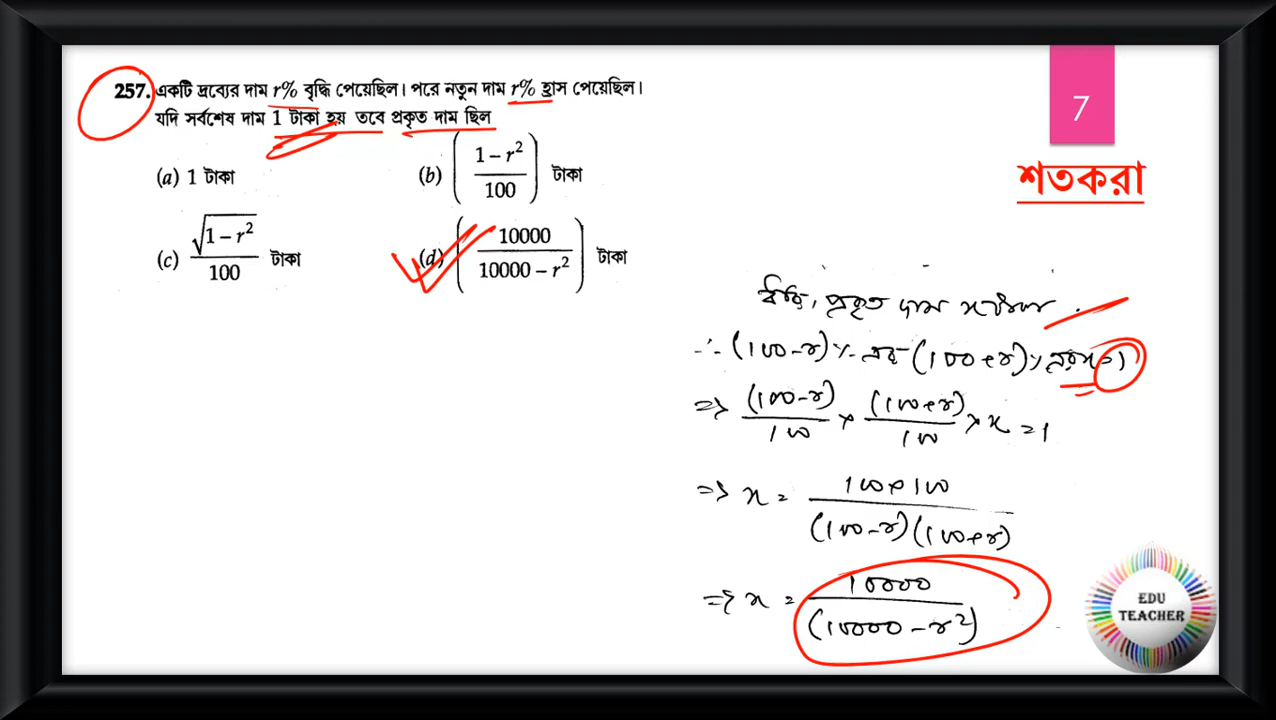 257. একটি দ্রব্যের দাম r% বৃদ্ধি পেয়েছিল। পরে নতুন দাম r% হ্রাস পেয়েছিল।
যদি সর্বশেষ দাম 1 টাকা হয় তবে প্রকৃত দাম ছিল
(a) 1 টাকা
(b) ( (1 – r²) / 100 ) টাকা
(c) √(1 – r²) / 100 টাকা
(d) ( 10000 / (10000 – r²) ) টাকা
7
শতকরা
ধরি, প্রকৃত দাম x
∴ (100-r)% এর (100+r)% এর x = 1
⇒ (100-r)/100 × (100+r)/100 × x = 1
⇒ x = 100×100 / (100-r)(100+r)
⇒ x = 10000 / (10000 - r²)
EDU
TEACHER